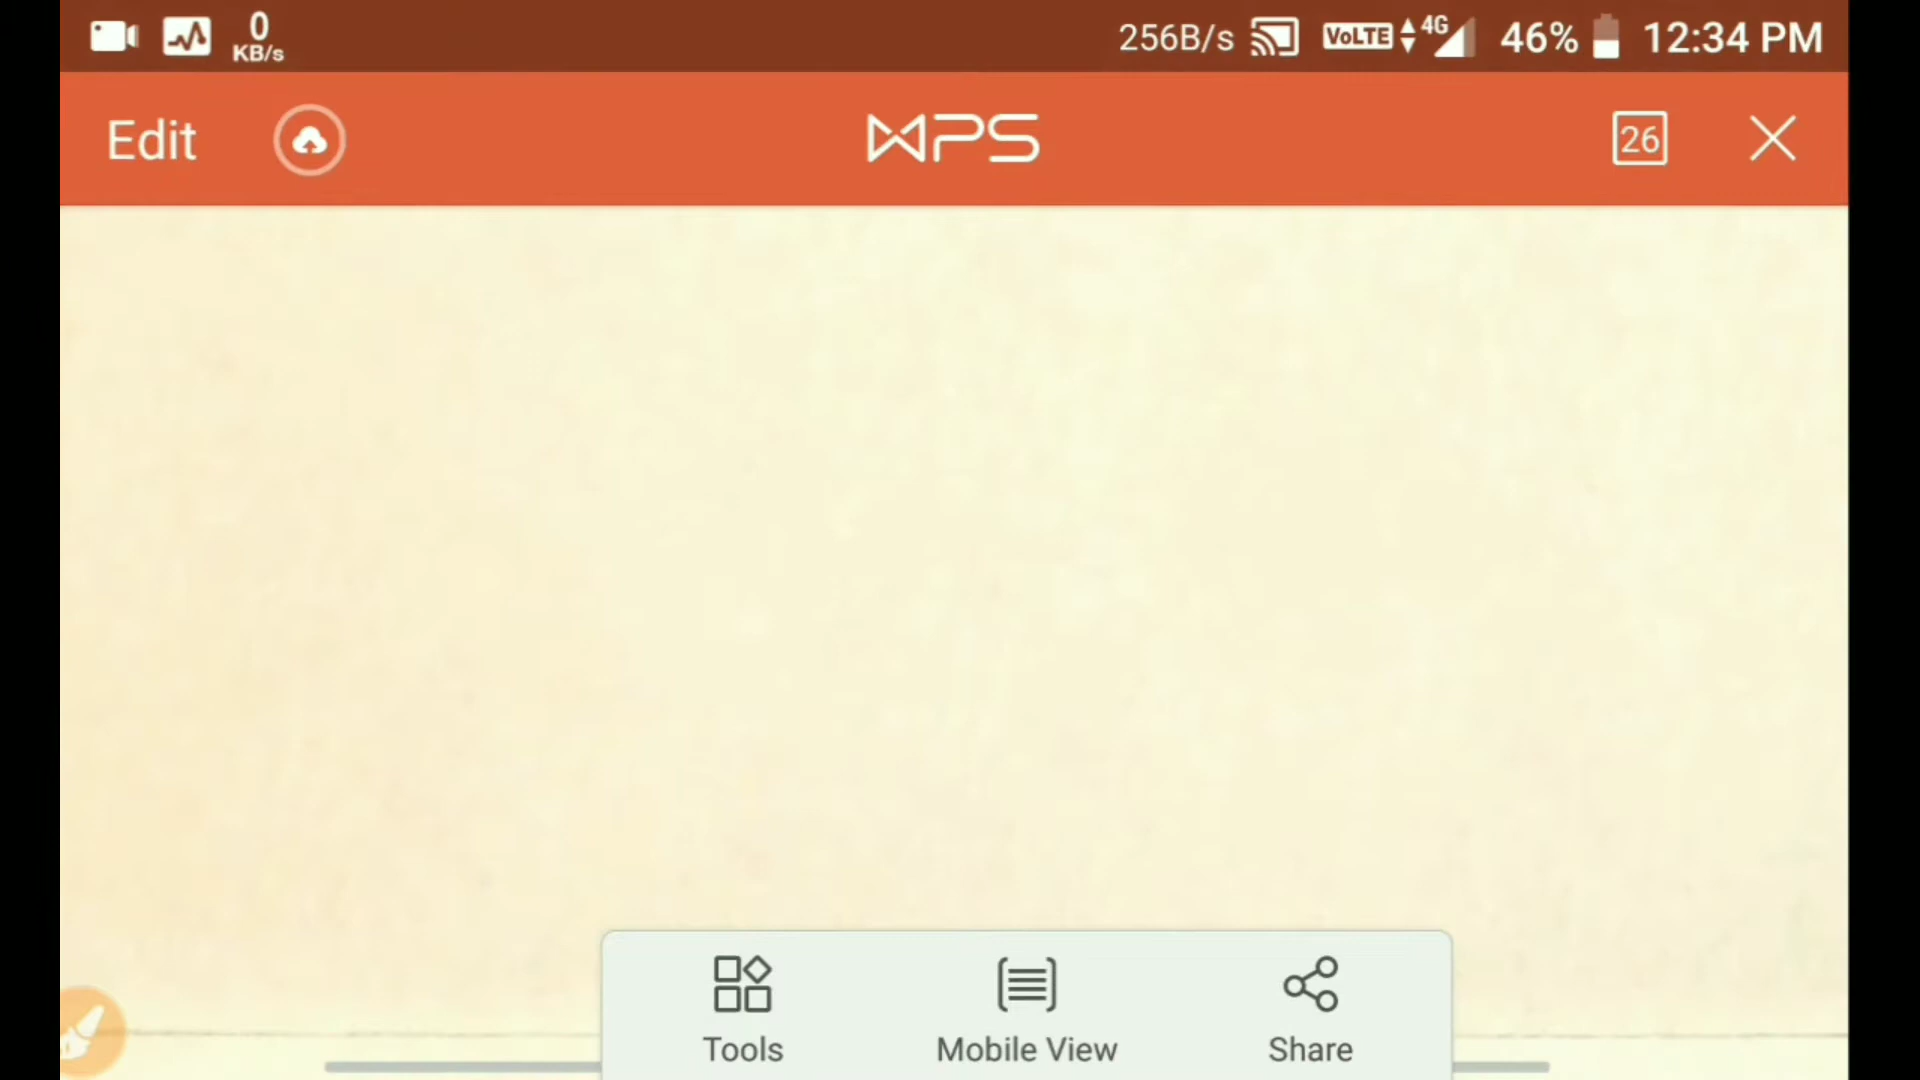 0
KB/s
256B/s VoLTE 4G 46% 12:34 PM
Edit WPS 26
Tools Mobile View Share